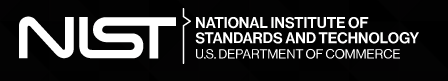 NIST
NATIONAL INSTITUTE OF
STANDARDS AND TECHNOLOGY
U.S. DEPARTMENT OF COMMERCE